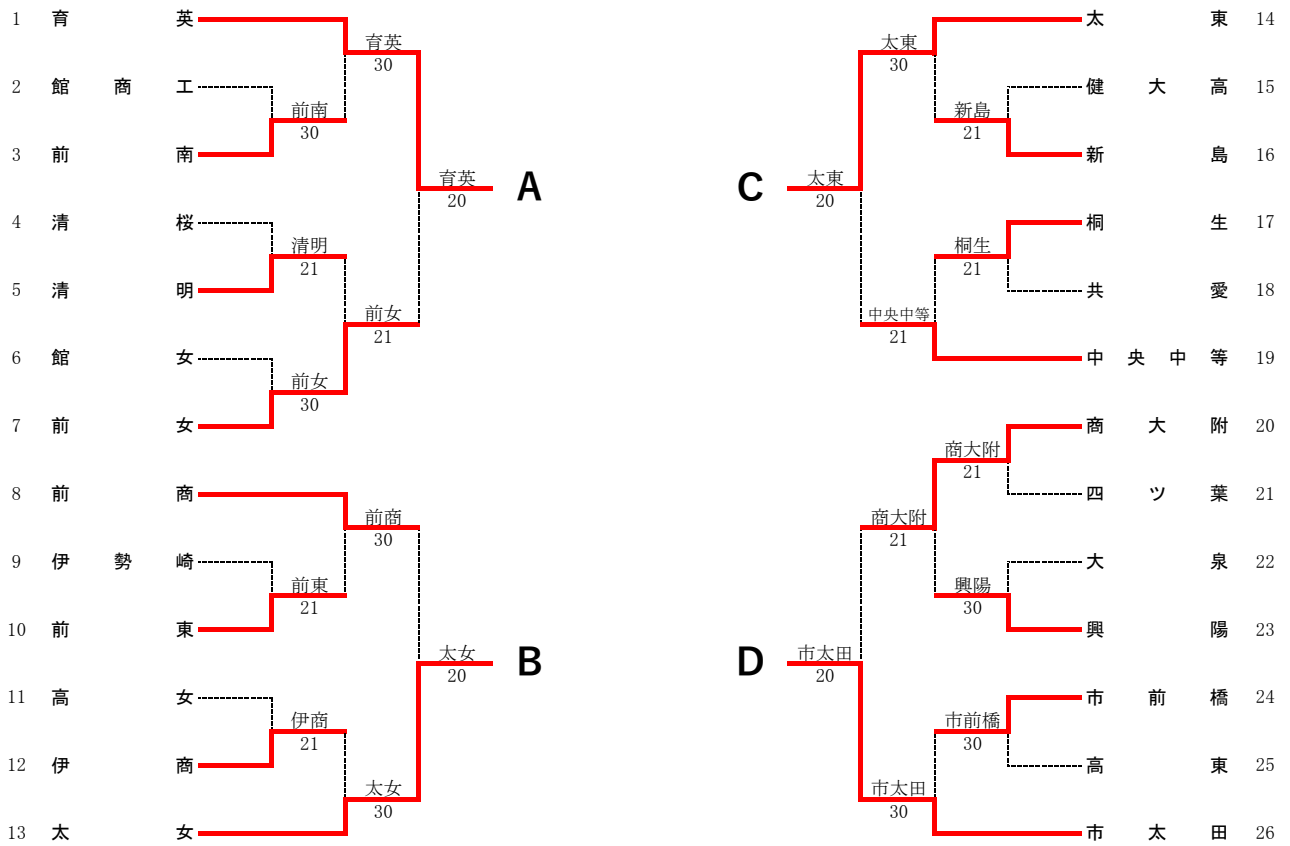 1 育英
2 館商工
3 前南
4 清桜
5 清明
6 館女
7 前女
8 前商
9 伊勢崎
10 前東
11 高女
12 伊商
13 太女
前南
30
清明
21
前女
30
前東
21
伊商
21
育英
30
前女
21
前商
30
太女
30
育英
20
太女
20
A
B
C
D
太東
20
市太田
20
太東
30
中央中等
21
商大附
21
市太田
30
新島
21
桐生
21
商大附
21
興陽
30
市前橋
30
太東 14
健大高 15
新島 16
桐生 17
共愛 18
中央中等 19
商大附 20
四ツ葉 21
大泉 22
興陽 23
市前橋 24
高東 25
市太田 26